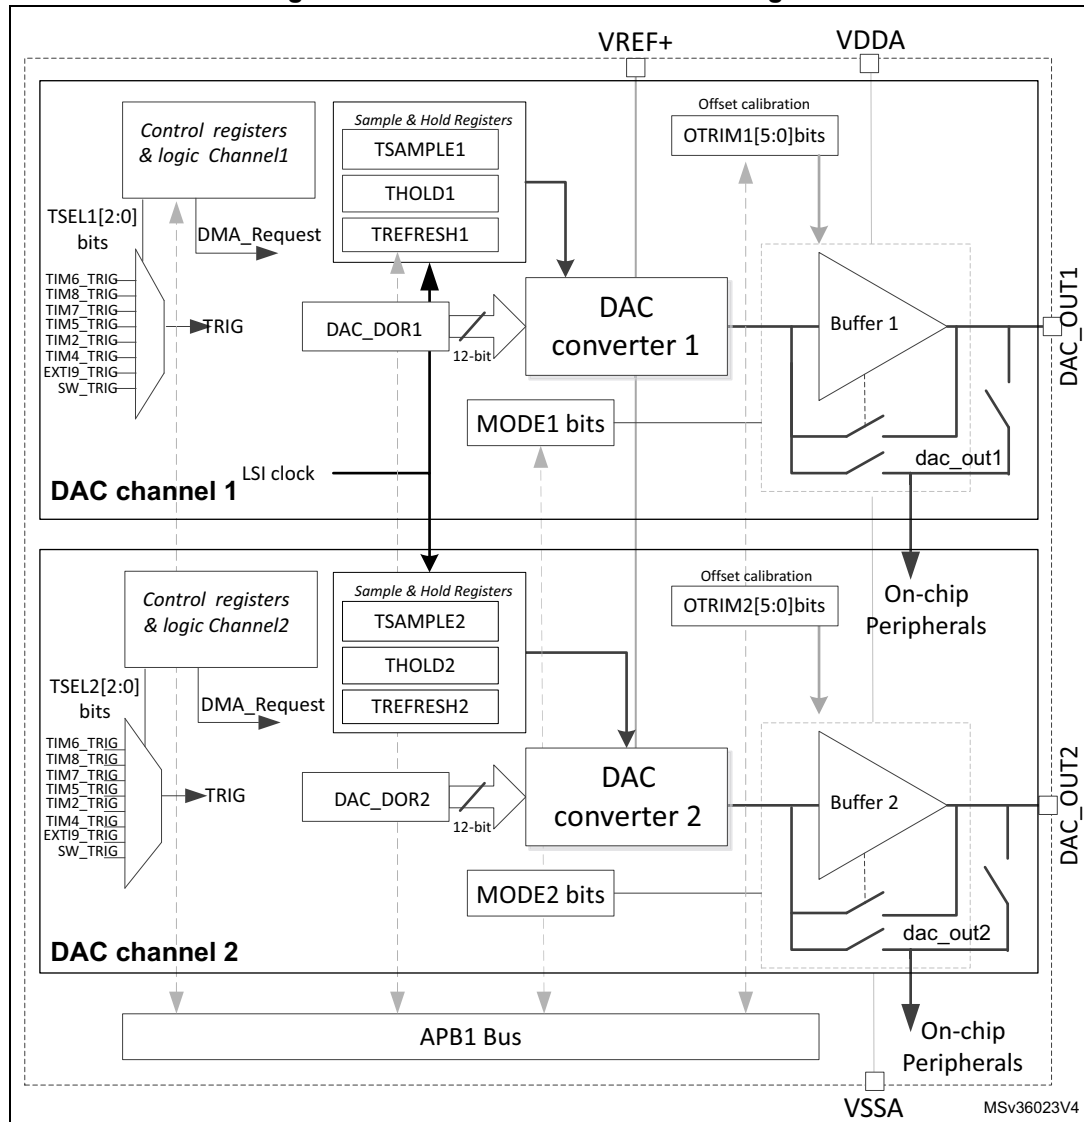 VREF+
VDDA
Control registers
& logic Channel1
Sample & Hold Registers
TSAMPLE1
THOLD1
TREFRESH1
Offset calibration
OTRIM1[5:0]bits
TSEL1[2:0]
bits
DMA_Request
TIM6_TRIG
TIM8_TRIG
TIM7_TRIG
TIM5_TRIG
TIM2_TRIG
TIM4_TRIG
EXTI9_TRIG
SW_TRIG
TRIG
DAC_DOR1
12-bit
DAC
converter 1
Buffer 1
DAC_OUT1
MODE1 bits
dac_out1
LSI clock
DAC channel 1
On-chip
Peripherals
Control registers
& logic Channel2
Sample & Hold Registers
TSAMPLE2
THOLD2
TREFRESH2
Offset calibration
OTRIM2[5:0]bits
TSEL2[2:0]
bits
DMA_Request
TIM6_TRIG
TIM8_TRIG
TIM7_TRIG
TIM5_TRIG
TIM2_TRIG
TIM4_TRIG
EXTI9_TRIG
SW_TRIG
TRIG
DAC_DOR2
12-bit
DAC
converter 2
Buffer 2
DAC_OUT2
MODE2 bits
dac_out2
DAC channel 2
On-chip
Peripherals
APB1 Bus
VSSA
MSv36023V4